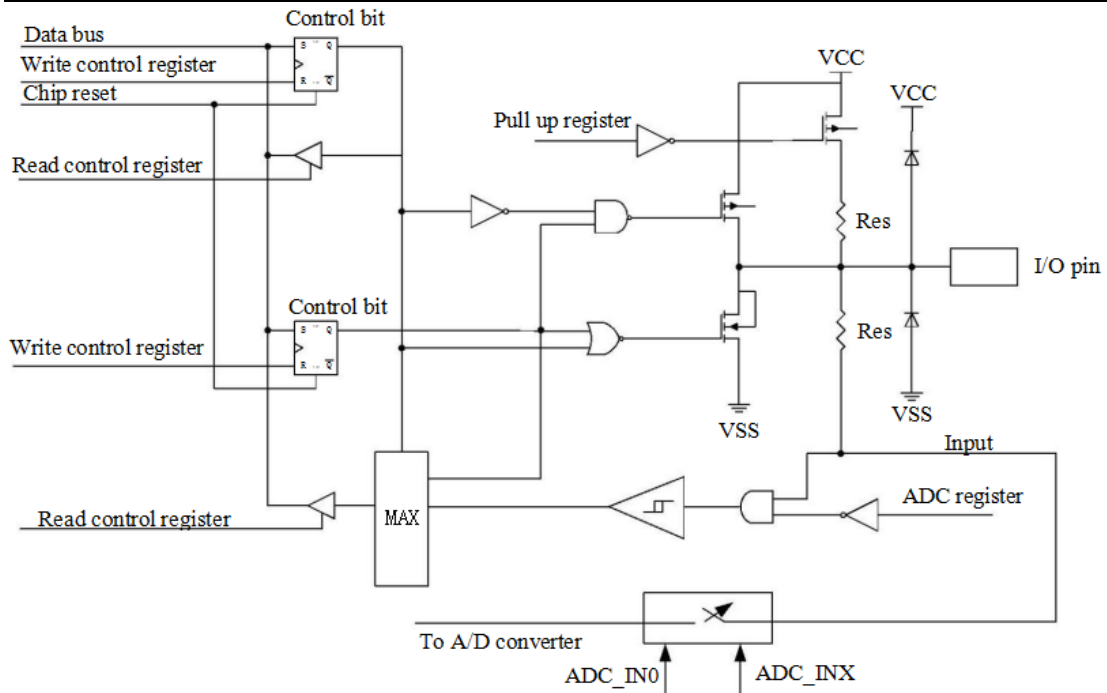 Control bit
Data bus
S Q
Write control register
VCC
R Q
Chip reset
VCC
Pull up register
Read control register
Res
I/O pin
Control bit
S Q
Res
Write control register
R Q
VSS
VSS
Input
ADC register
Read control register
MAX
To A/D converter
ADC_IN0
ADC_INX